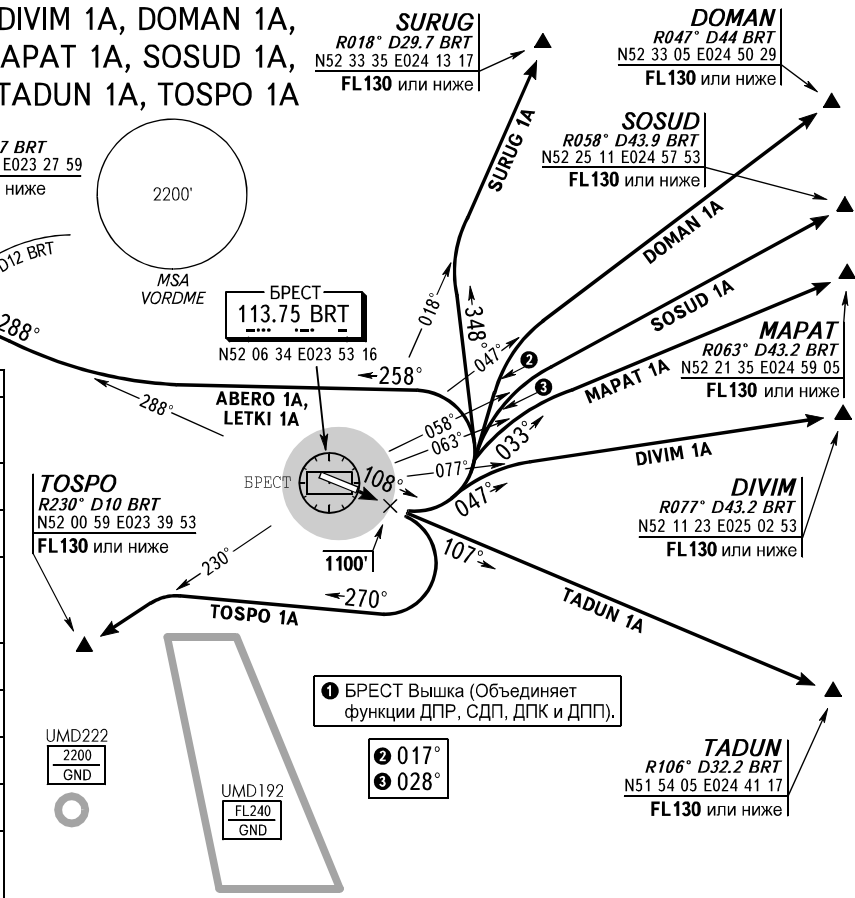 DIVIM 1A, DOMAN 1A,
APAT 1A, SOSUD 1A,
TADUN 1A, TOSPO 1A
SURUG
R018° D29.7 BRT
N52 33 35 E024 13 17
FL130 или ниже
DOMAN
R047° D44 BRT
N52 33 05 E024 50 29
FL130 или ниже
SOSUD
R058° D43.9 BRT
N52 25 11 E024 57 53
FL130 или ниже
7 BRT
E023 27 59
ниже
2200'
MSA
VORDME
D12 BRT
288°
БРЕСТ
113.75 BRT
N52 06 34 E023 53 16
SURUG 1A
DOMAN 1A
SOSUD 1A
MAPAT 1A
DIVIM 1A
TADUN 1A
TOSPO 1A
ABERO 1A,
LETKI 1A
018°
348°
047°
2
3
258°
288°
058°
063°
077°
033°
047°
108°
107°
БРЕСТ
1100'
230°
270°
MAPAT
R063° D43.2 BRT
N52 21 35 E024 59 05
FL130 или ниже
DIVIM
R077° D43.2 BRT
N52 11 23 E025 02 53
FL130 или ниже
TOSPO
R230° D10 BRT
N52 00 59 E023 39 53
FL130 или ниже
1 БРЕСТ Вышка (Объединяет
функции ДПР, СДП, ДПК и ДПП).
2 017°
3 028°
UMD222
2200
GND
UMD192
FL240
GND
TADUN
R106° D32.2 BRT
N51 54 05 E024 41 17
FL130 или ниже